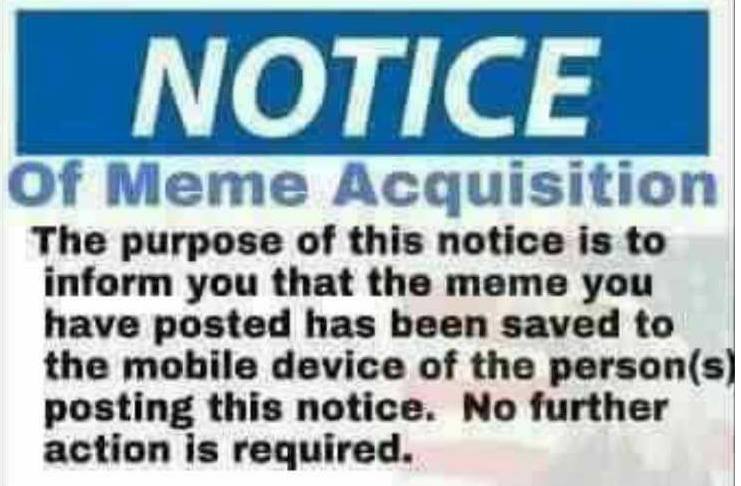 NOTICE
Of Meme Acquisition
The purpose of this notice is to
inform you that the meme you
have posted has been saved to
the mobile device of the person(s)
posting this notice. No further
action is required.